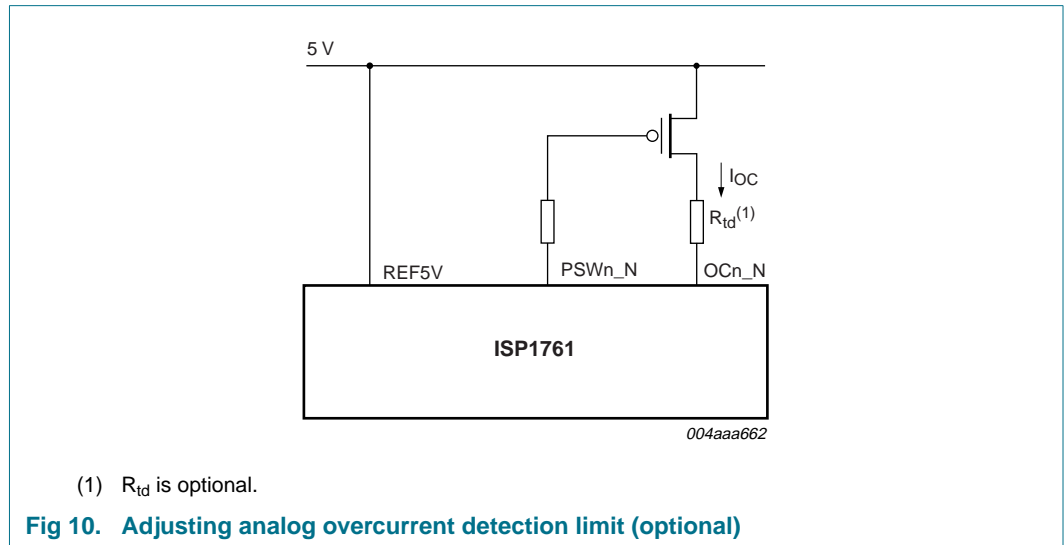 5 V
I_OC
R_td^(1)
REF5V
PSWn_N
OCn_N
ISP1761
004aaa662
(1) R_td is optional.
Fig 10. Adjusting analog overcurrent detection limit (optional)